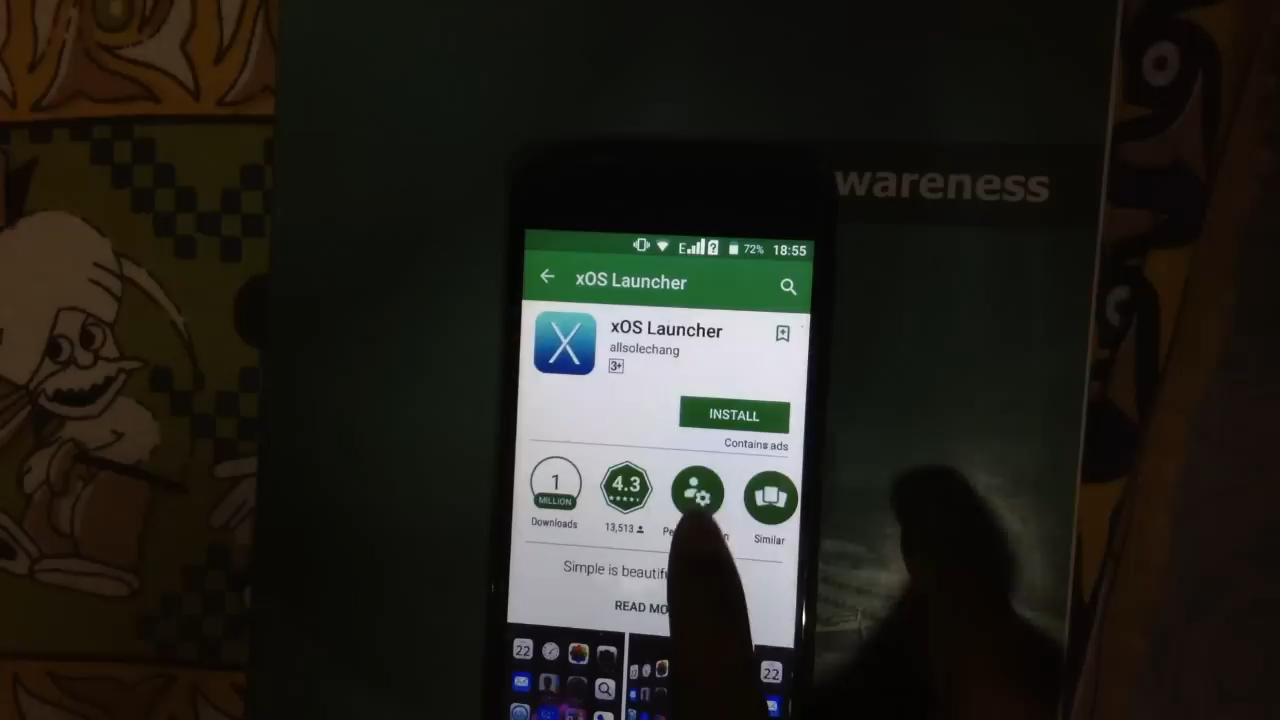 wareness
E 72% 18:55
xOS Launcher
xOS Launcher
allsolechang
3+
INSTALL
Contains ads
1
MILLION
Downloads
4.3
13,513
Similar
Simple is beautif
READ MO
22
22